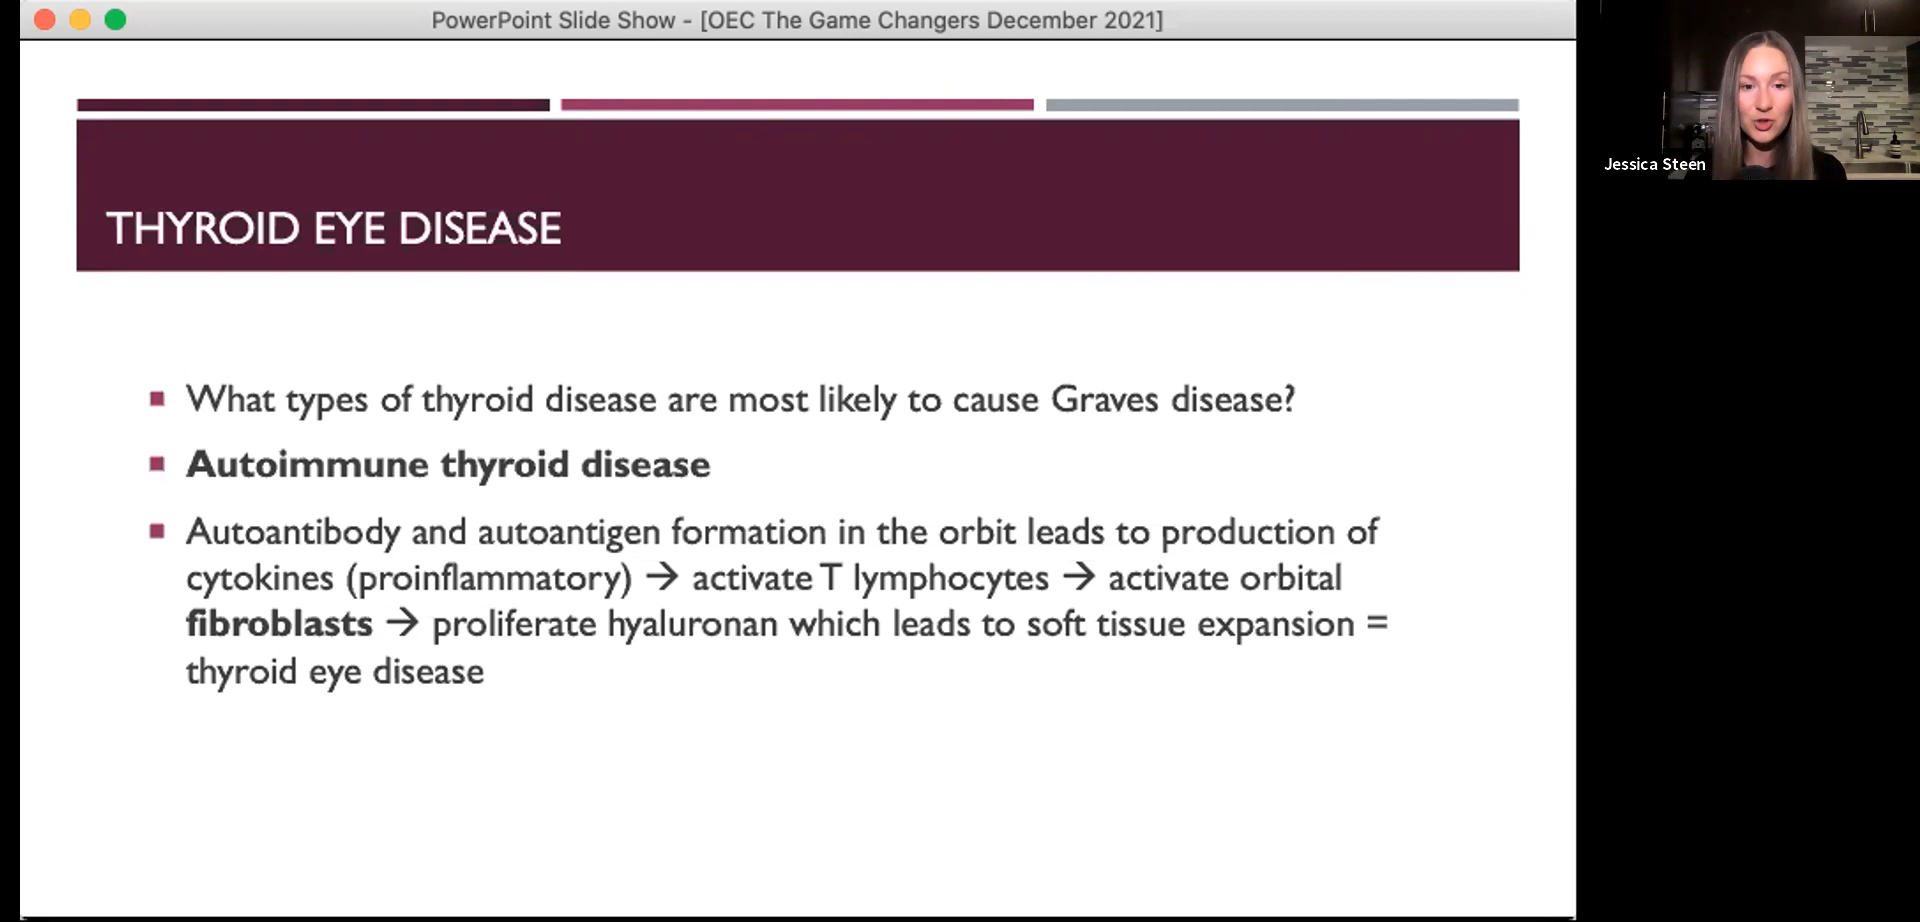 PowerPoint Slide Show - [OEC The Game Changers December 2021]
THYROID EYE DISEASE
What types of thyroid disease are most likely to cause Graves disease?
Autoimmune thyroid disease
Autoantibody and autoantigen formation in the orbit leads to production of
cytokines (proinflammatory) → activate T lymphocytes → activate orbital
fibroblasts → proliferate hyaluronan which leads to soft tissue expansion =
thyroid eye disease
Jessica Steen